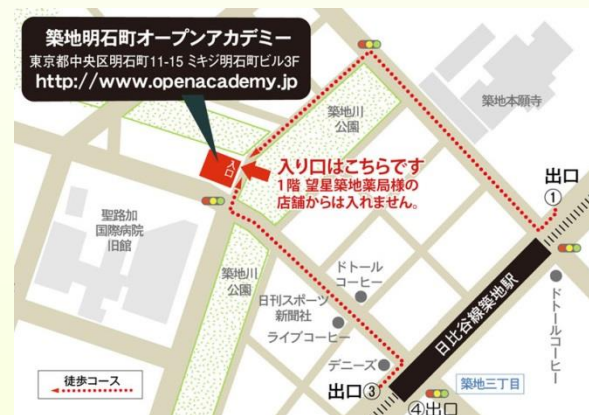 築地明石町オープンアカデミー
東京都中央区明石町11-15 ミキジ明石町ビル3F
http://www.openacademy.jp
築地川
公園
築地本願寺
入口
入り口はこちらです
1階 望星築地薬局様の
店舗からは入れません。
出口
①
聖路加
国際病院
旧館
築地川
公園
ドトール
コーヒー
日刊スポーツ
新聞社
ライブコーヒー
日比谷線築地駅
ドトールコーヒー
デニーズ
出口③
築地三丁目
④出口
徒歩コース